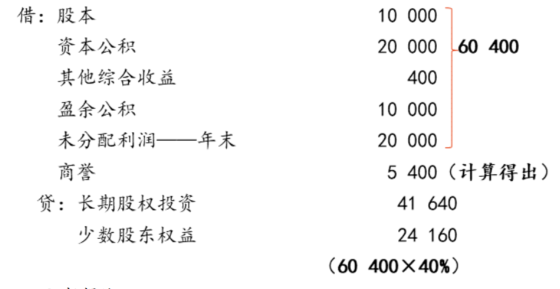 借：股本 10 000
资本公积 20 000 60 400
其他综合收益 400
盈余公积 10 000
未分配利润——年末 20 000
商誉 5 400（计算得出）
贷：长期股权投资 41 640
少数股东权益 24 160
（60 400×40%）